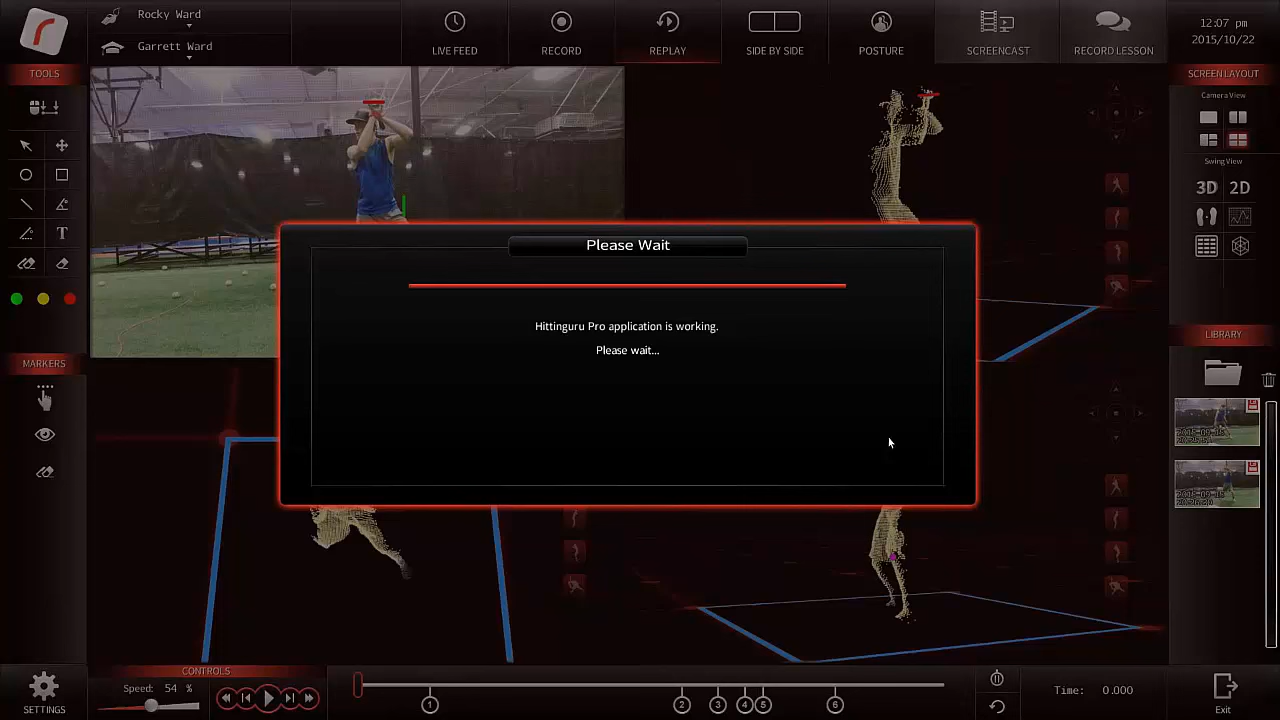 Rocky Ward
Garrett Ward
LIVE FEED
RECORD
REPLAY
SIDE BY SIDE
POSTURE
SCREENCAST
RECORD LESSON
12:07 pm
2015/10/22
TOOLS
SCREEN LAYOUT
Camera View
Swing View
3D
2D
T
Please Wait
Hittinguru Pro application is working.
Please wait...
MARKERS
LIBRARY
CONTROLS
Speed: 54 %
1
2
3
4
5
6
Time: 0.000
SETTINGS
Exit